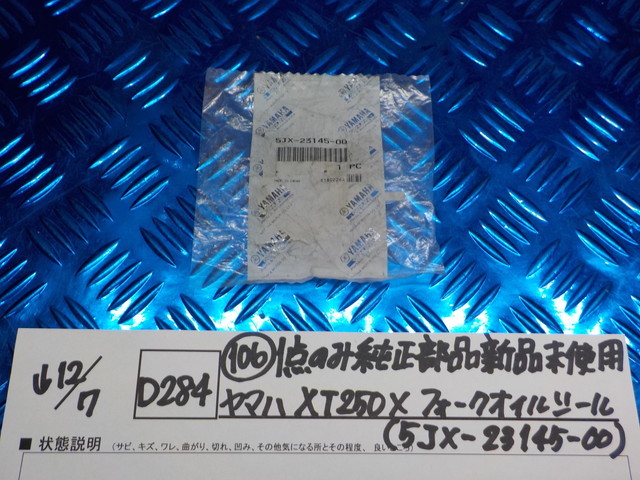 YAMAHA
5JX-23145-00
1 PC
↓12/7
D284
106 1点のみ純正部品新品未使用
ヤマハ XT250X フォークオイルシール
(5JX-23145-00)
■ 状態説明 (サビ、キズ、ワレ、曲がり、切れ、凹み、その他気になる所とその程度、良いところ)